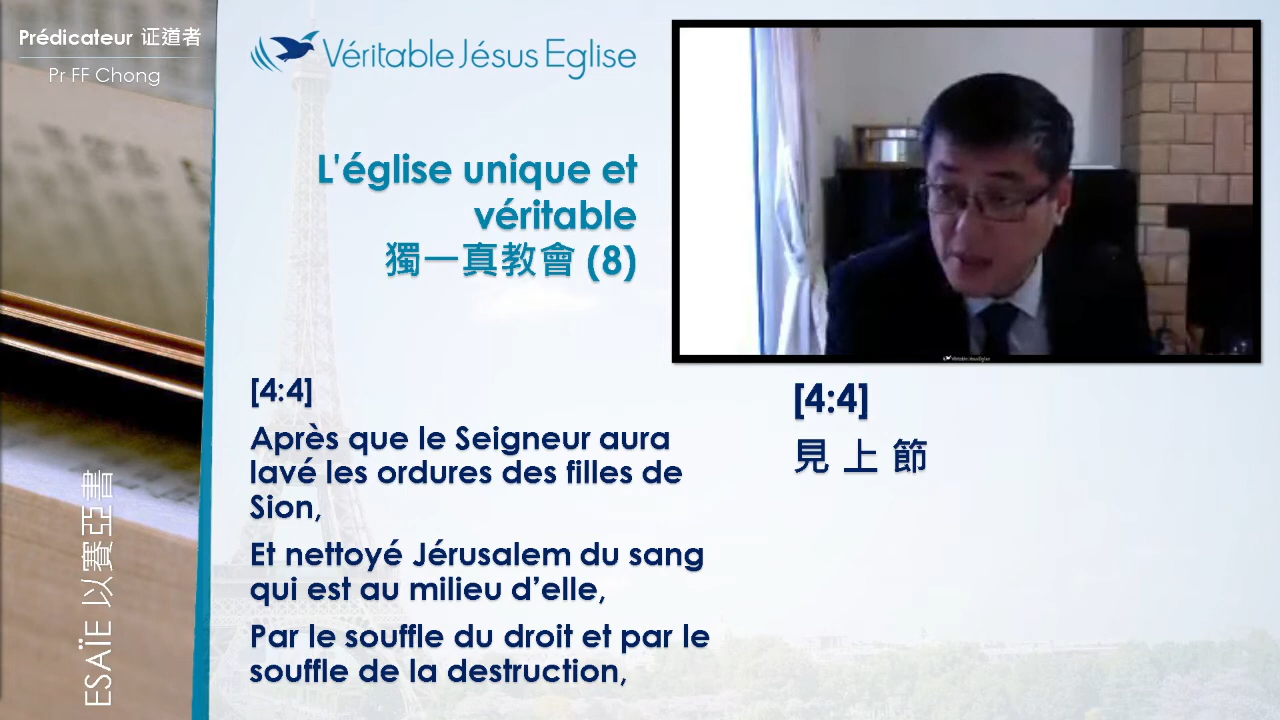 Prédicateur 证道者
Pr FF Chong
Véritable Jésus Eglise
L'église unique et
véritable
獨一真教會 (8)
[4:4]
Après que le Seigneur aura
lavé les ordures des filles de
Sion,
Et nettoyé Jérusalem du sang
qui est au milieu d’elle,
Par le souffle du droit et par le
souffle de la destruction,
[4:4]
見 上 節
ESAÏE 以賽亞書
Véritable Jésus Eglise